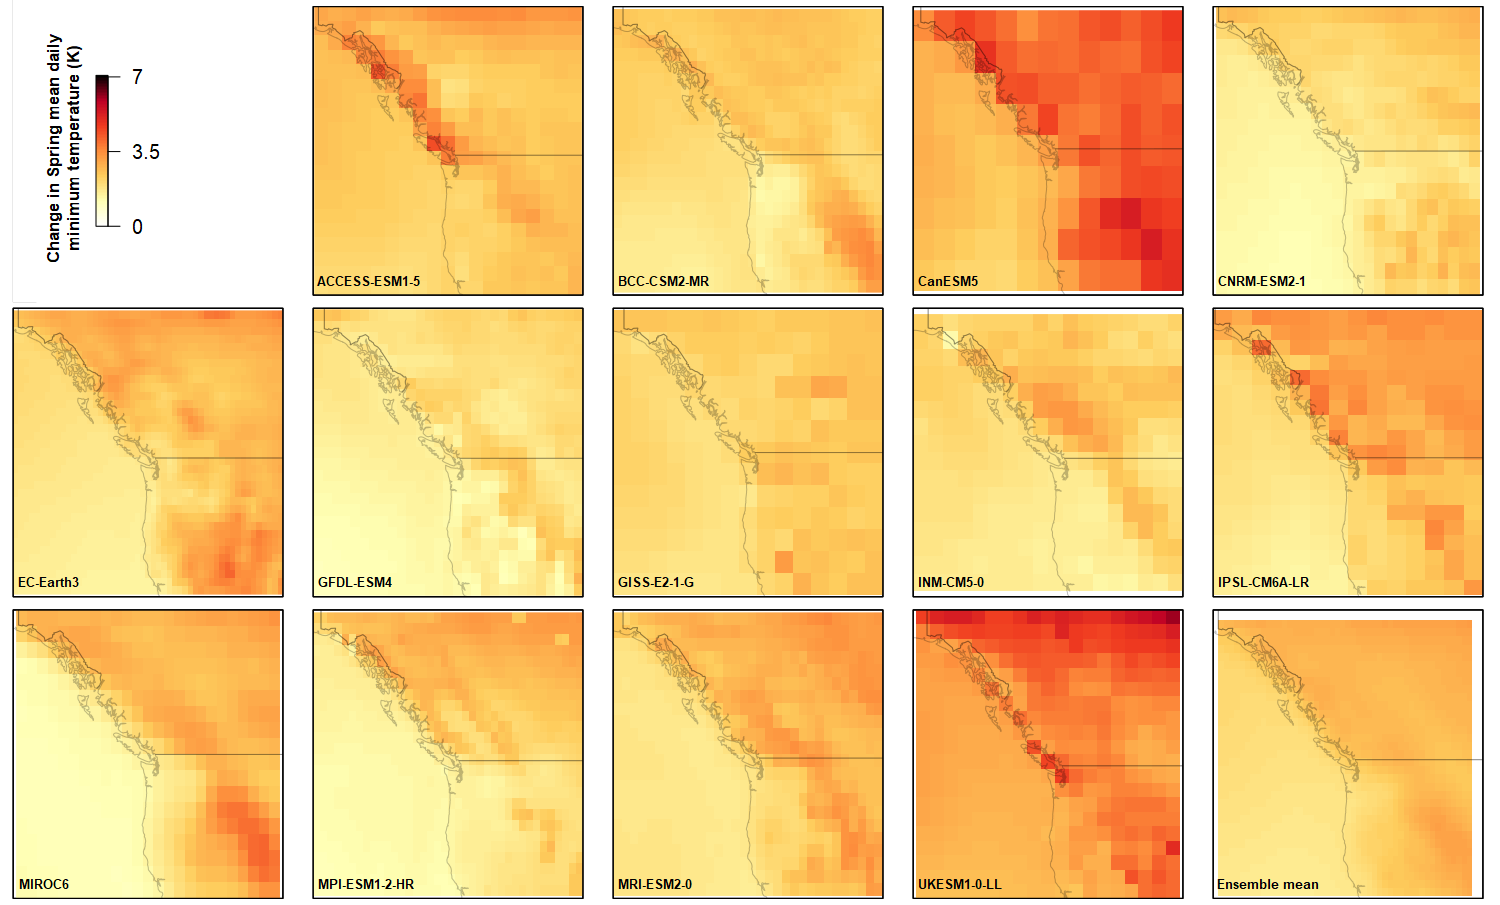 Change in Spring mean daily
minimum temperature (K)
7
3.5
0
ACCESS-ESM1-5
BCC-CSM2-MR
CanESM5
CNRM-ESM2-1
EC-Earth3
GFDL-ESM4
GISS-E2-1-G
INM-CM5-0
IPSL-CM6A-LR
MIROC6
MPI-ESM1-2-HR
MRI-ESM2-0
UKESM1-0-LL
Ensemble mean